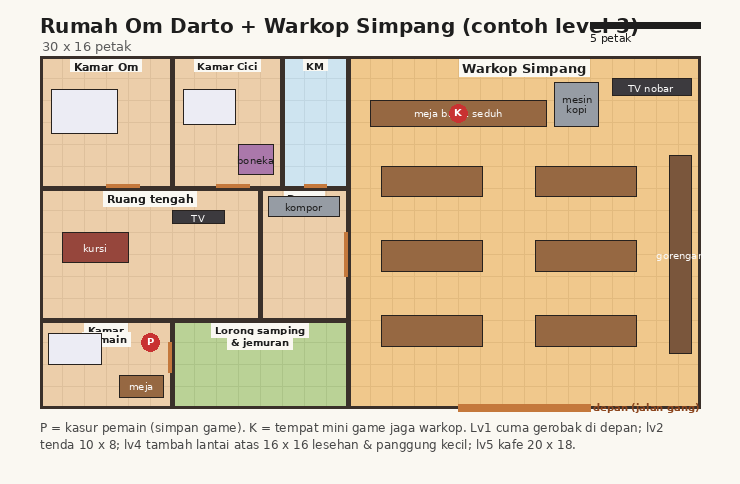 Rumah Om Darto + Warkop Simpang (contoh level 3)
30 x 16 petak
5 petak
Kamar Om
Kamar Cici
KM
Warkop Simpang
TV nobar
mesin
kopi
meja b
K
seduh
boneka
Ruang tengah
kompor
TV
kursi
gorengan
Kamar
main
P
Lorong samping
& jemuran
meja
depan (jalan gang)
P = kasur pemain (simpan game). K = tempat mini game jaga warkop. Lv1 cuma gerobak di depan; lv2
tenda 10 x 8; lv4 tambah lantai atas 16 x 16 lesehan & panggung kecil; lv5 kafe 20 x 18.